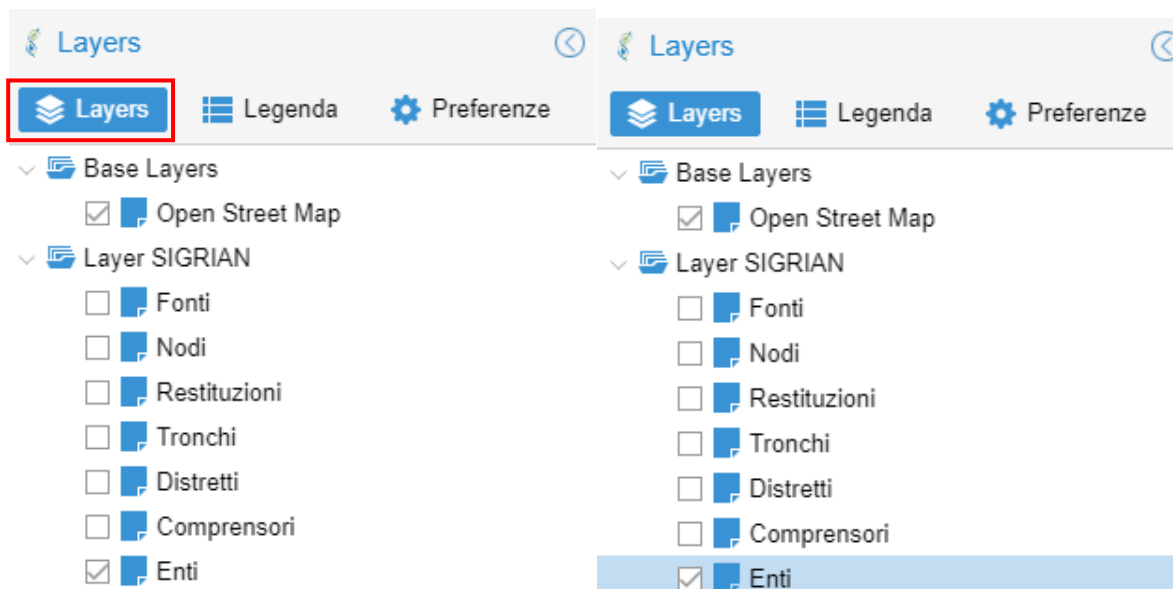 Layers
Layers Legenda Preferenze
Base Layers
Open Street Map
Layer SIGRIAN
Fonti
Nodi
Restituzioni
Tronchi
Distretti
Comprensori
Enti
Layers
Layers Legenda Preferenze
Base Layers
Open Street Map
Layer SIGRIAN
Fonti
Nodi
Restituzioni
Tronchi
Distretti
Comprensori
Enti